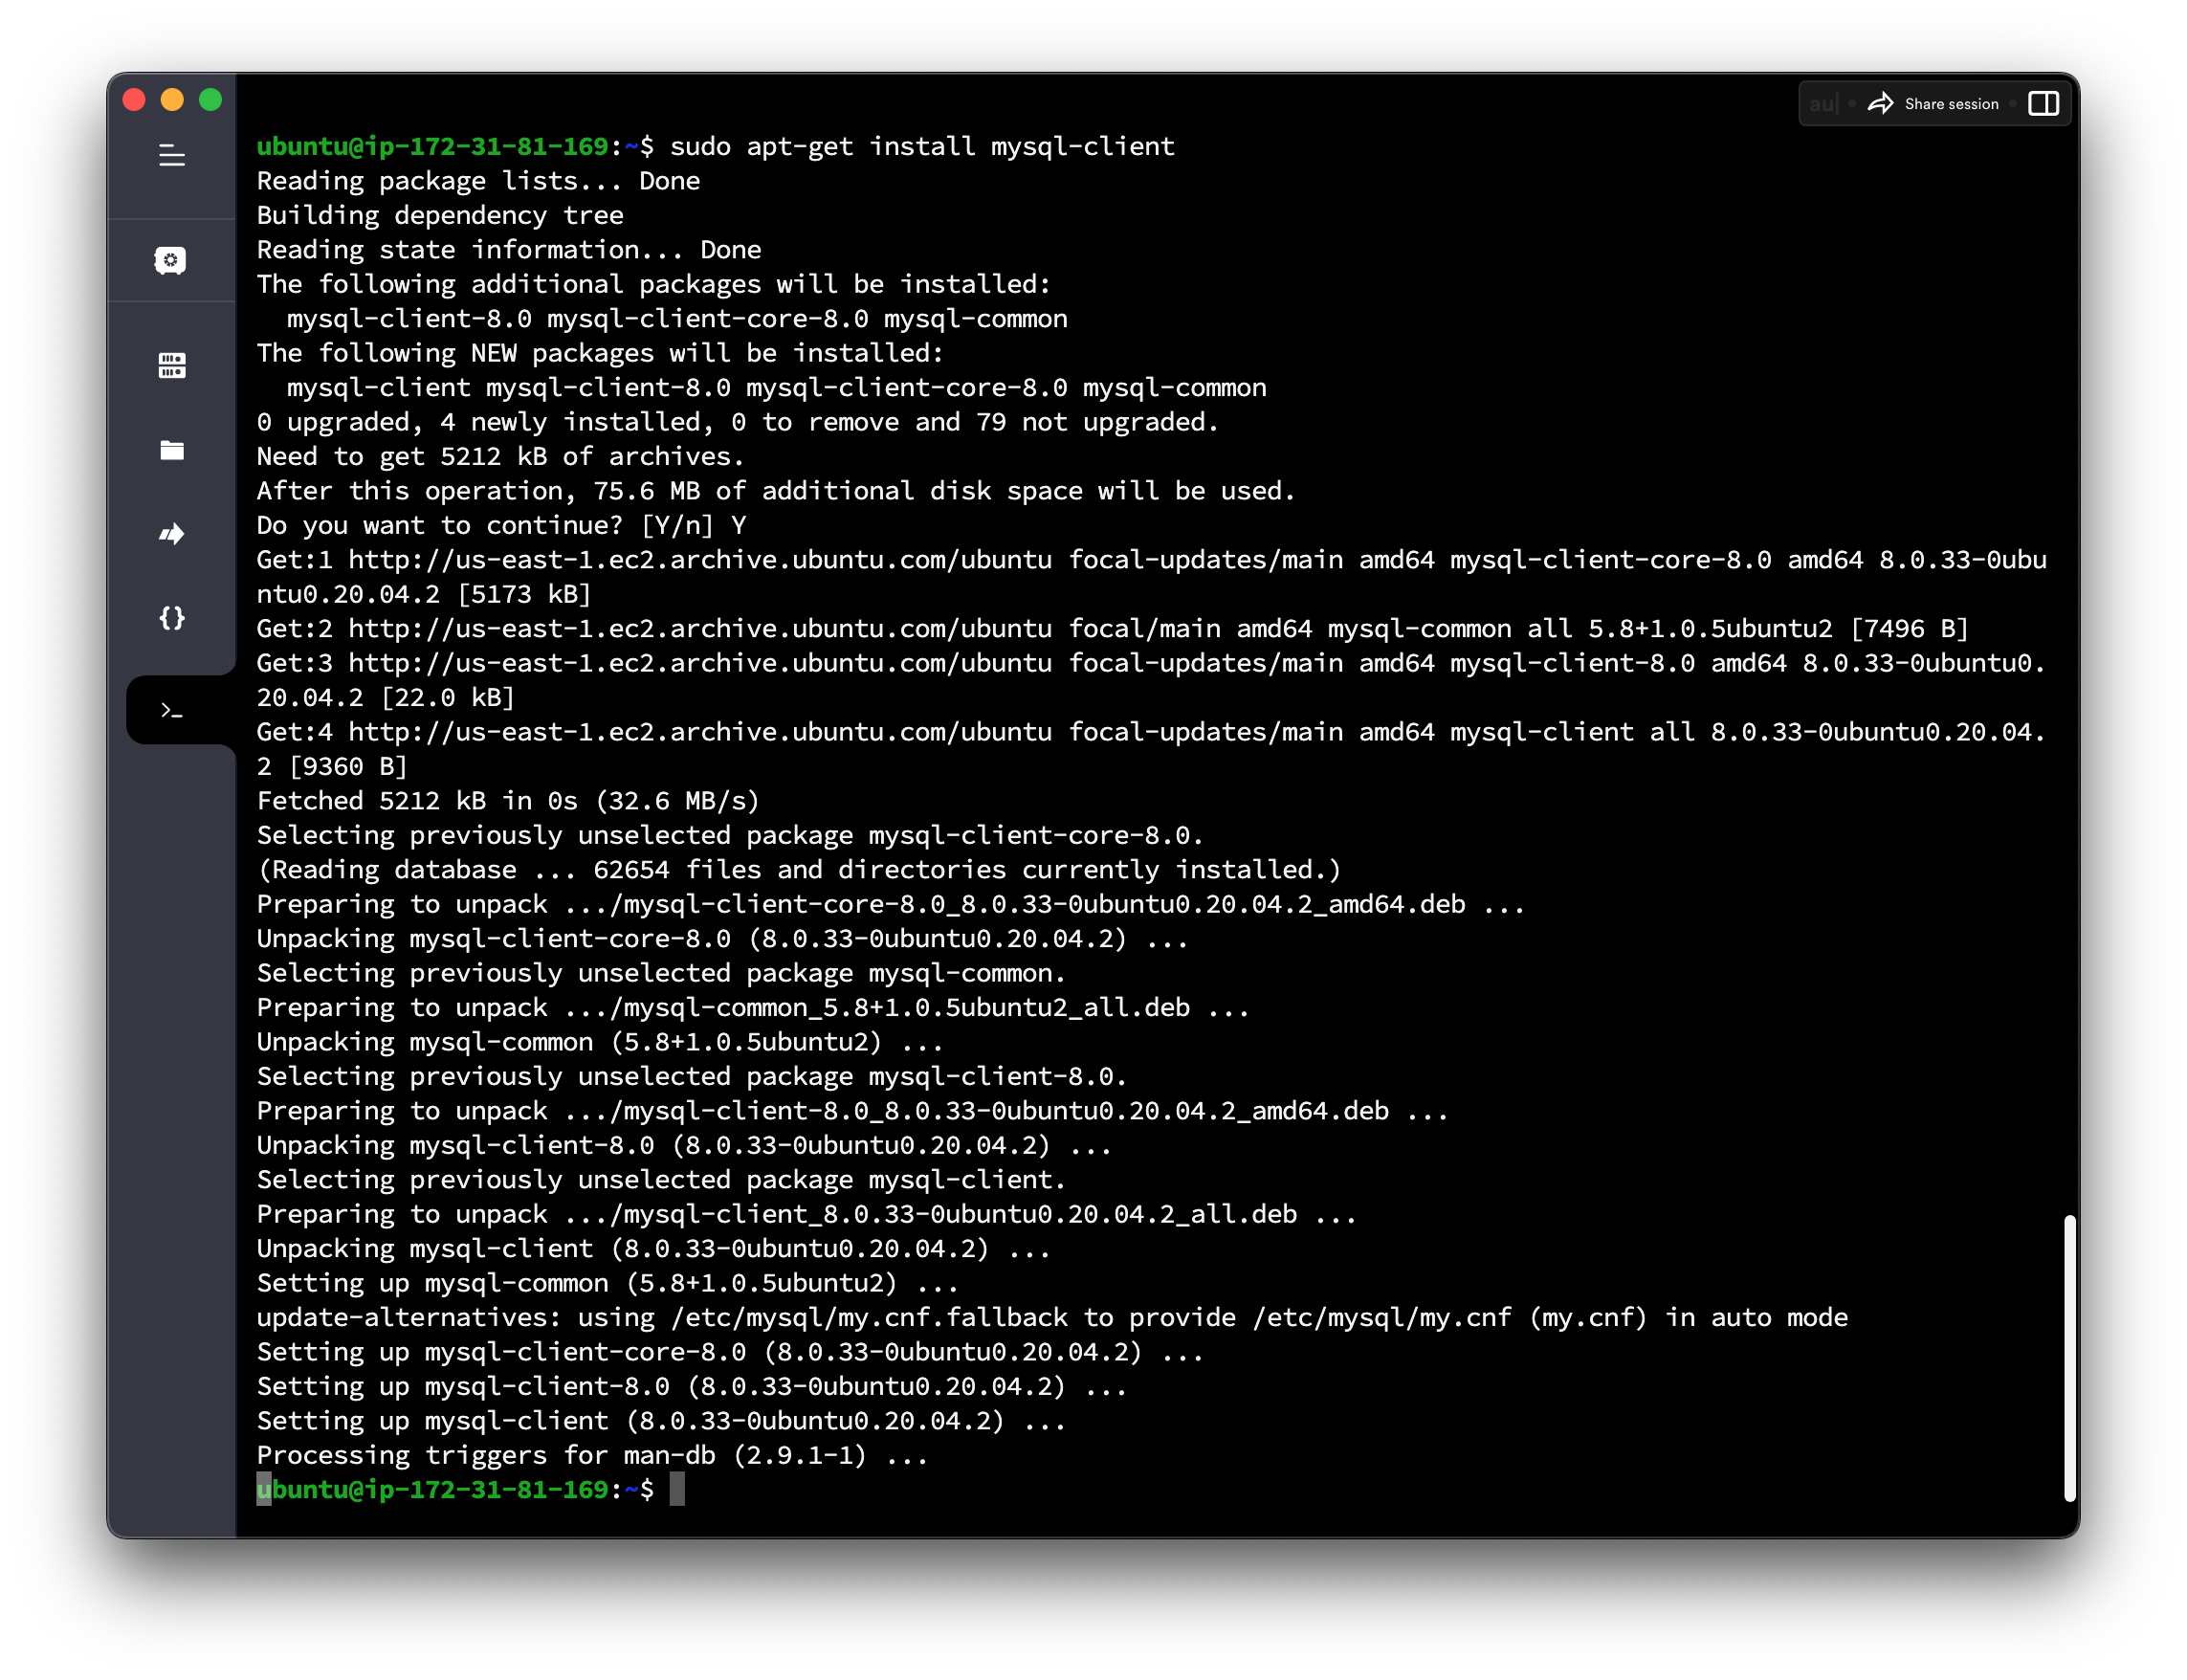 au| • Share session •
ubuntu@ip-172-31-81-169:~$ sudo apt-get install mysql-client
Reading package lists... Done
Building dependency tree
Reading state information... Done
The following additional packages will be installed:
  mysql-client-8.0 mysql-client-core-8.0 mysql-common
The following NEW packages will be installed:
  mysql-client mysql-client-8.0 mysql-client-core-8.0 mysql-common
0 upgraded, 4 newly installed, 0 to remove and 79 not upgraded.
Need to get 5212 kB of archives.
After this operation, 75.6 MB of additional disk space will be used.
Do you want to continue? [Y/n] Y
Get:1 http://us-east-1.ec2.archive.ubuntu.com/ubuntu focal-updates/main amd64 mysql-client-core-8.0 amd64 8.0.33-0ubu
ntu0.20.04.2 [5173 kB]
Get:2 http://us-east-1.ec2.archive.ubuntu.com/ubuntu focal/main amd64 mysql-common all 5.8+1.0.5ubuntu2 [7496 B]
Get:3 http://us-east-1.ec2.archive.ubuntu.com/ubuntu focal-updates/main amd64 mysql-client-8.0 amd64 8.0.33-0ubuntu0.
20.04.2 [22.0 kB]
Get:4 http://us-east-1.ec2.archive.ubuntu.com/ubuntu focal-updates/main amd64 mysql-client all 8.0.33-0ubuntu0.20.04.
2 [9360 B]
Fetched 5212 kB in 0s (32.6 MB/s)
Selecting previously unselected package mysql-client-core-8.0.
(Reading database ... 62654 files and directories currently installed.)
Preparing to unpack .../mysql-client-core-8.0_8.0.33-0ubuntu0.20.04.2_amd64.deb ...
Unpacking mysql-client-core-8.0 (8.0.33-0ubuntu0.20.04.2) ...
Selecting previously unselected package mysql-common.
Preparing to unpack .../mysql-common_5.8+1.0.5ubuntu2_all.deb ...
Unpacking mysql-common (5.8+1.0.5ubuntu2) ...
Selecting previously unselected package mysql-client-8.0.
Preparing to unpack .../mysql-client-8.0_8.0.33-0ubuntu0.20.04.2_amd64.deb ...
Unpacking mysql-client-8.0 (8.0.33-0ubuntu0.20.04.2) ...
Selecting previously unselected package mysql-client.
Preparing to unpack .../mysql-client_8.0.33-0ubuntu0.20.04.2_all.deb ...
Unpacking mysql-client (8.0.33-0ubuntu0.20.04.2) ...
Setting up mysql-common (5.8+1.0.5ubuntu2) ...
update-alternatives: using /etc/mysql/my.cnf.fallback to provide /etc/mysql/my.cnf (my.cnf) in auto mode
Setting up mysql-client-core-8.0 (8.0.33-0ubuntu0.20.04.2) ...
Setting up mysql-client-8.0 (8.0.33-0ubuntu0.20.04.2) ...
Setting up mysql-client (8.0.33-0ubuntu0.20.04.2) ...
Processing triggers for man-db (2.9.1-1) ...
ubuntu@ip-172-31-81-169:~$